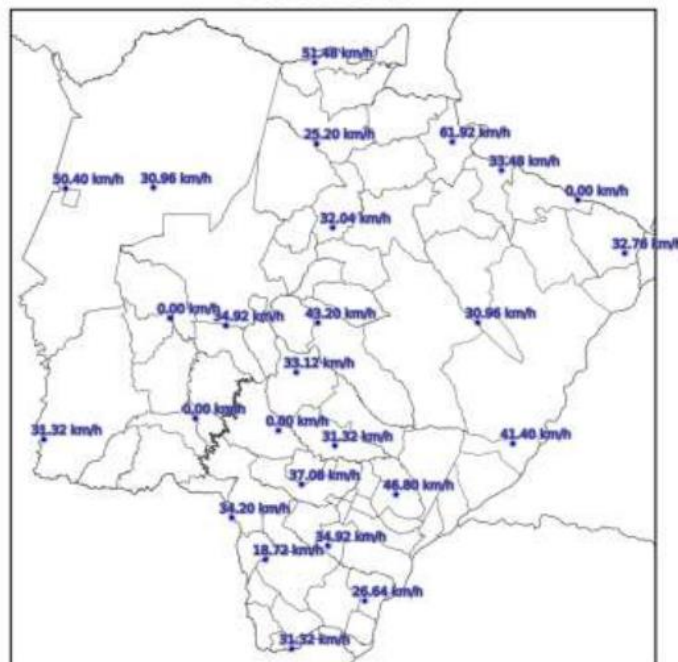 51.48 km/h
61.92 km/h
25.20 km/h
33.48 km/h
50.40 km/h
30.96 km/h
0.00 km/h
32.04 km/h
32.76 km/h
0.00 km/h
34.92 km/h
43.20 km/h
30.96 km/h
33.12 km/h
0.00 km/h
0.00 km/h
31.32 km/h
31.32 km/h
41.40 km/h
37.08 km/h
46.80 km/h
34.20 km/h
34.92 km/h
18.72 km/h
26.64 km/h
31.32 km/h